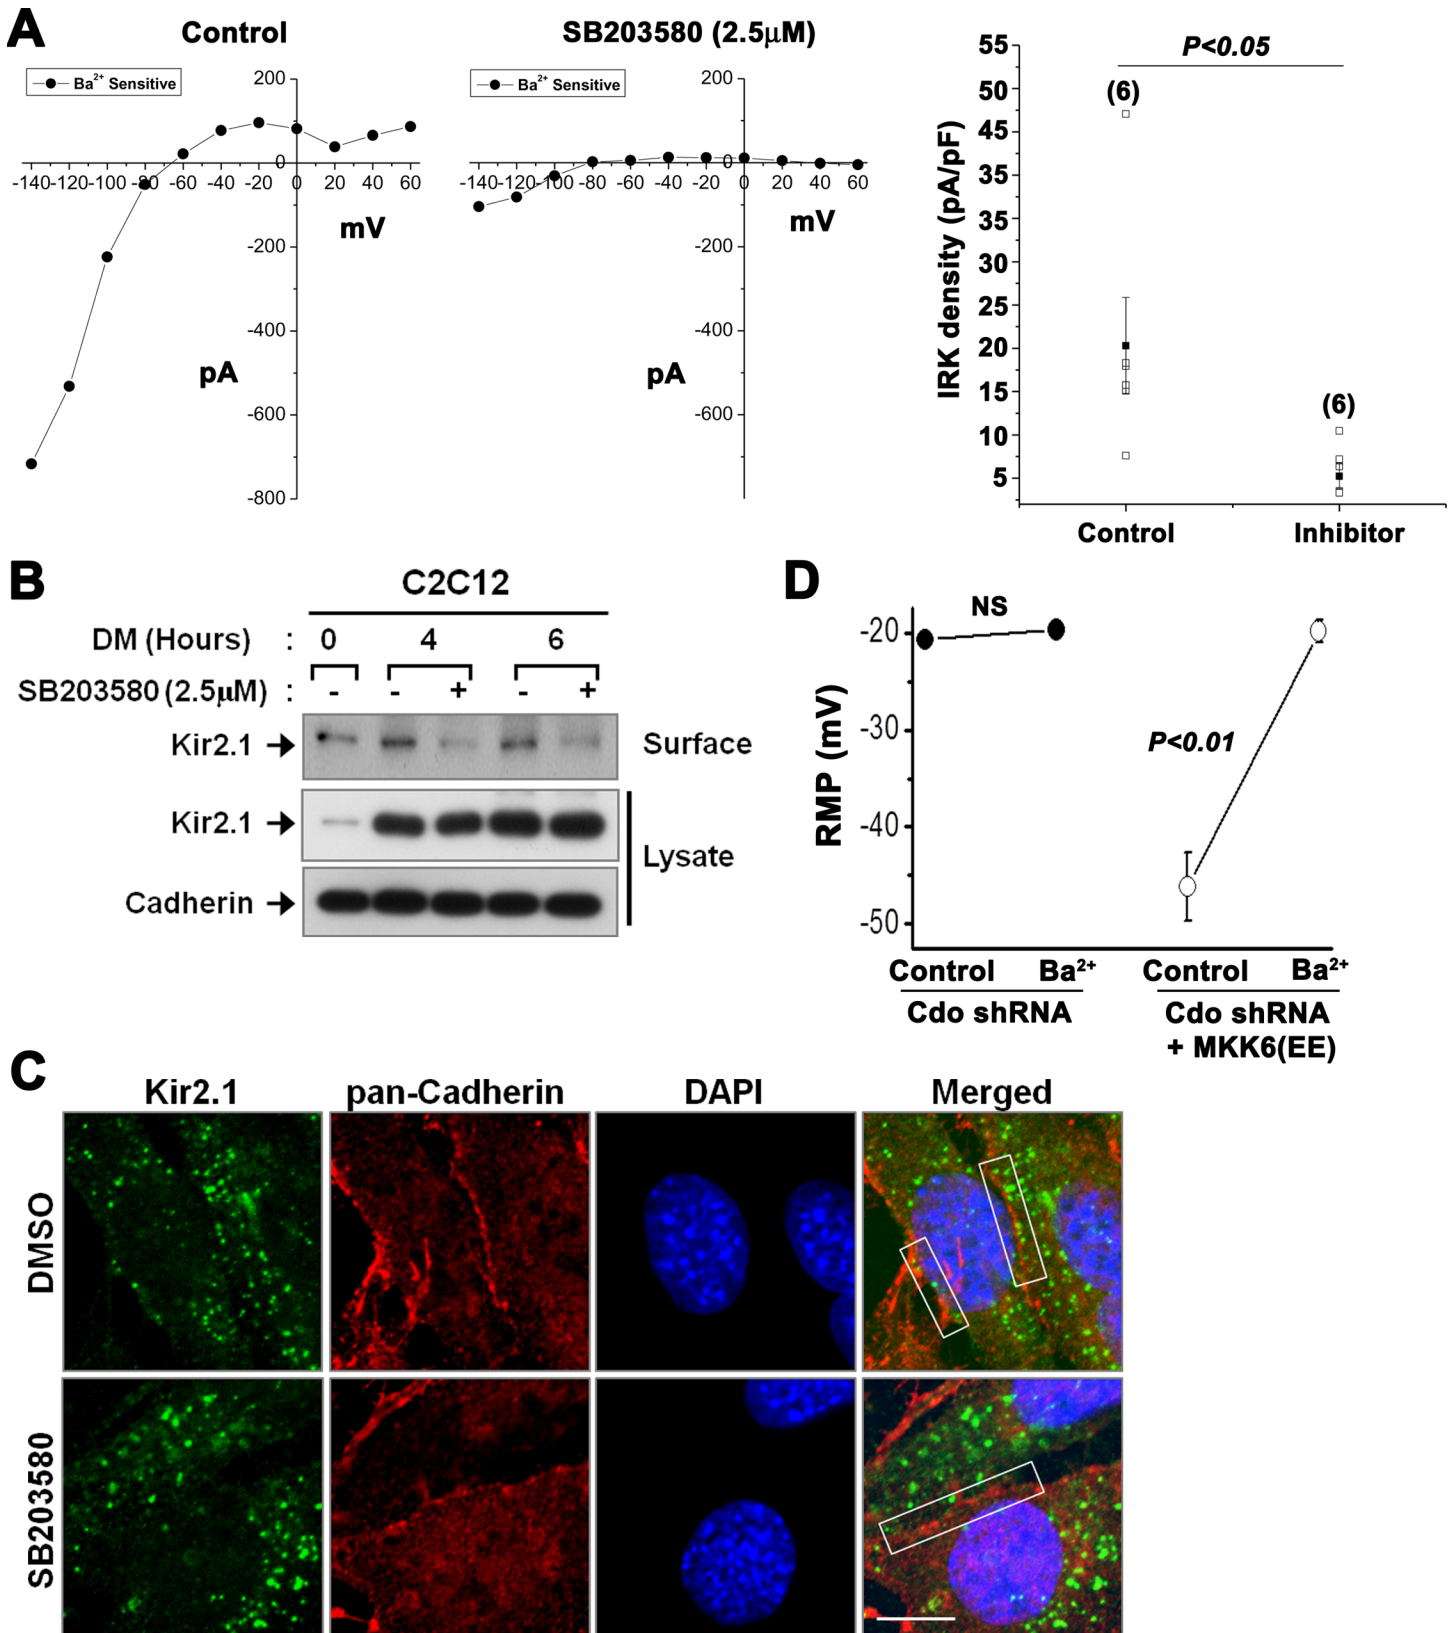 A
Control
SB203580 (2.5μM)
Ba2+ Sensitive
Ba2+ Sensitive
200
0
-200
-400
-600
-800
-140 -120 -100 -80 -60 -40 -20 0 20 40 60
mV
pA
200
0
-200
-400
-600
-140 -120 -100 -80 -60 -40 -20 0 20 40 60
mV
pA
P<0.05
(6)
(6)
IRK density (pA/pF)
55
50
45
35
35
30
25
20
15
10
5
Control Inhibitor
B
C2C12
DM (Hours) : 0 4 6
SB203580 (2.5μM) : - - + - +
Kir2.1 Surface
Kir2.1
Lysate
Cadherin
D
NS
P<0.01
RMP (mV)
-20
-30
-40
-50
Control Ba2+ Control Ba2+
Cdo shRNA Cdo shRNA
+ MKK6(EE)
C
Kir2.1 pan-Cadherin DAPI Merged
DMSO
SB203580